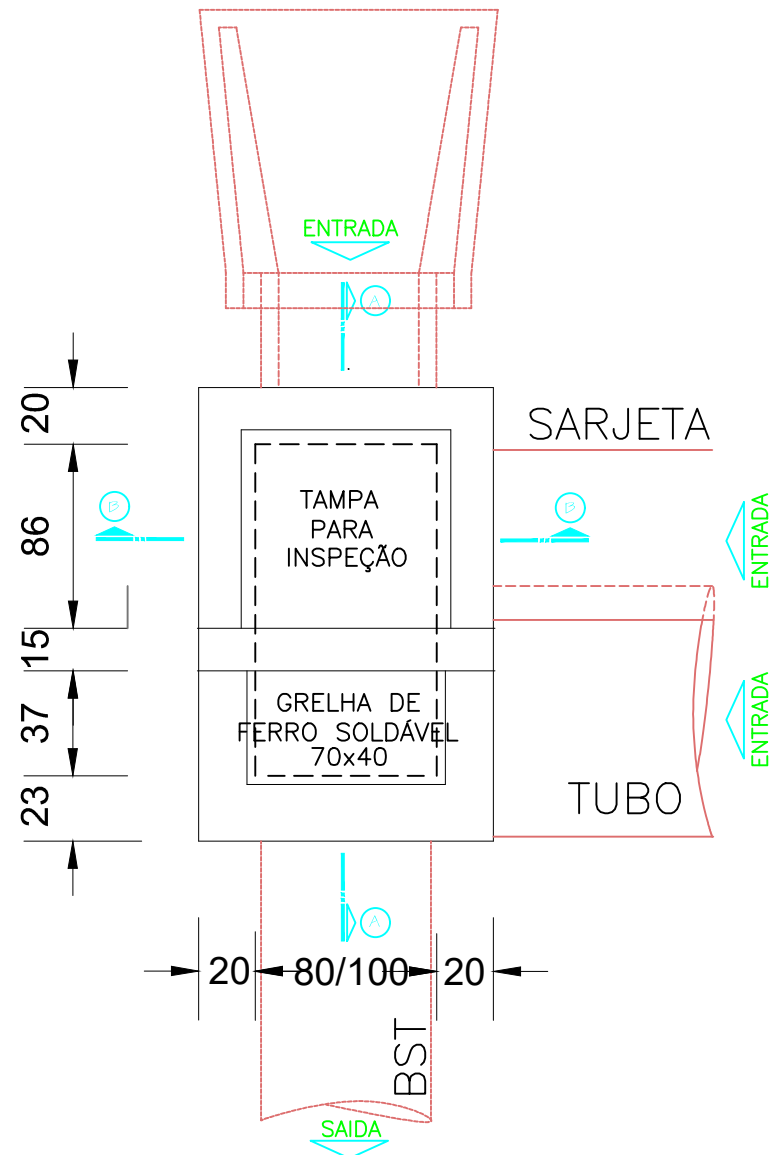 ENTRADA
A
20
SARJETA
86
B
TAMPA
PARA
INSPEÇÃO
B
ENTRADA
15
37
GRELHA DE
FERRO SOLDÁVEL
70x40
ENTRADA
23
TUBO
A
20
80/100
20
BST
SAIDA